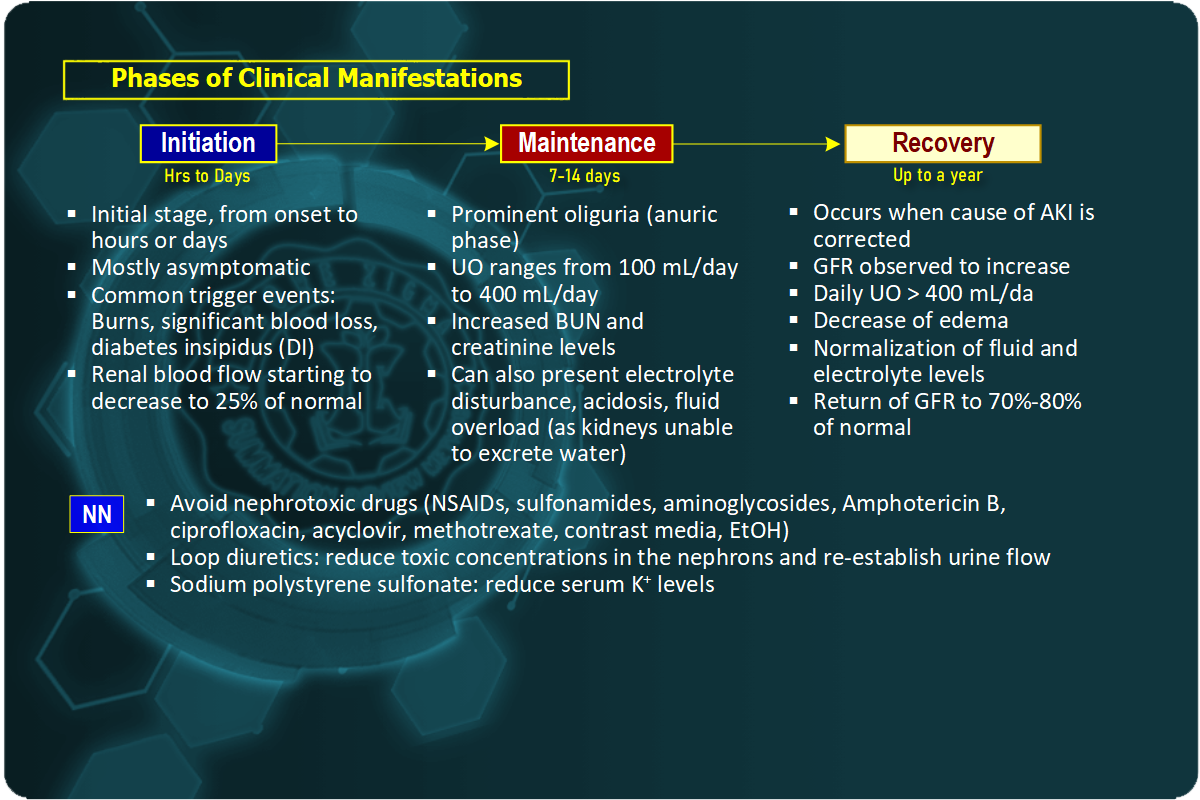 Phases of Clinical Manifestations
Initiation
Hrs to Days
▪ Initial stage, from onset to
hours or days
▪ Mostly asymptomatic
▪ Common trigger events:
Burns, significant blood loss,
diabetes insipidus (DI)
▪ Renal blood flow starting to
decrease to 25% of normal
Maintenance
7-14 days
▪ Prominent oliguria (anuric
phase)
▪ UO ranges from 100 mL/day
to 400 mL/day
▪ Increased BUN and
creatinine levels
▪ Can also present electrolyte
disturbance, acidosis, fluid
overload (as kidneys unable
to excrete water)
Recovery
Up to a year
▪ Occurs when cause of AKI is
corrected
▪ GFR observed to increase
▪ Daily UO > 400 mL/da
▪ Decrease of edema
▪ Normalization of fluid and
electrolyte levels
▪ Return of GFR to 70%-80%
of normal
NN
▪ Avoid nephrotoxic drugs (NSAIDs, sulfonamides, aminoglycosides, Amphotericin B,
ciprofloxacin, acyclovir, methotrexate, contrast media, EtOH)
▪ Loop diuretics: reduce toxic concentrations in the nephrons and re-establish urine flow
▪ Sodium polystyrene sulfonate: reduce serum K⁺ levels